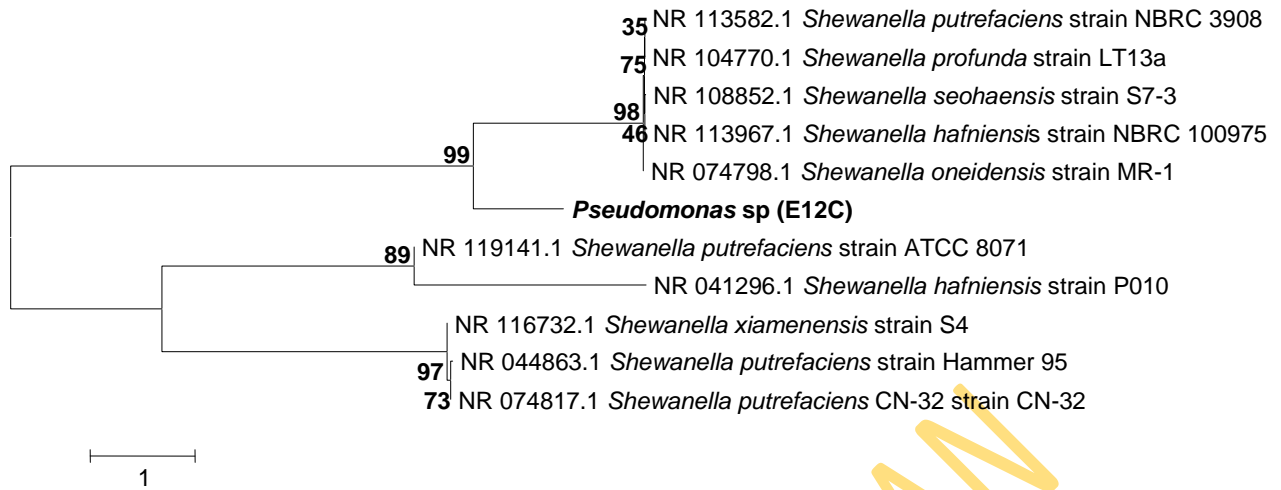 NR 113582.1 Shewanella putrefaciens strain NBRC 3908
35
NR 104770.1 Shewanella profunda strain LT13a
75
NR 108852.1 Shewanella seohaensis strain S7-3
98
46 NR 113967.1 Shewanella hafniensis strain NBRC 100975
99
NR 074798.1 Shewanella oneidensis strain MR-1
Pseudomonas sp (E12C)
89 NR 119141.1 Shewanella putrefaciens strain ATCC 8071
NR 041296.1 Shewanella hafniensis strain P010
NR 116732.1 Shewanella xiamenensis strain S4
NR 044863.1 Shewanella putrefaciens strain Hammer 95
97
73 NR 074817.1 Shewanella putrefaciens CN-32 strain CN-32
1